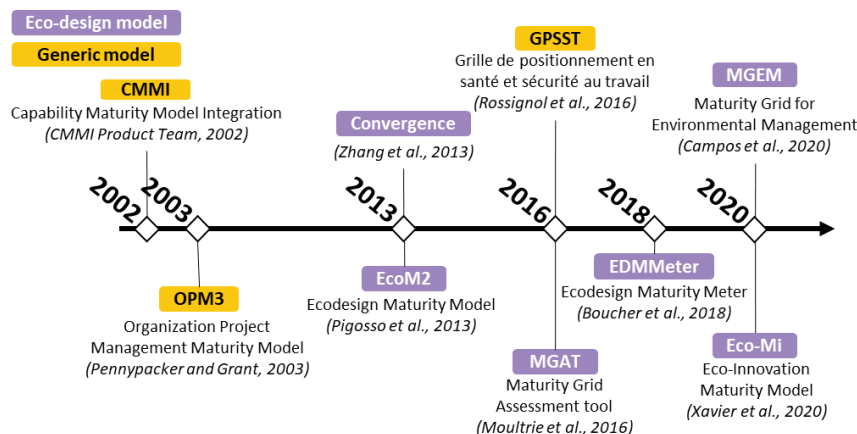 Eco-design model
Generic model
CMMI
Capability Maturity Model Integration
(CMMI Product Team, 2002)
Convergence
(Zhang et al., 2013)
GPSST
Grille de positionnement en
santé et sécurité au travail
(Rossignol et al., 2016)
MGEM
Maturity Grid for
Environmental Management
(Campos et al., 2020)
2002
2003
2013
2016
2018
2020
OPM3
Organization Project
Management Maturity Model
(Pennypacker and Grant, 2003)
EcoM2
Ecodesign Maturity Model
(Pigosso et al., 2013)
MGAT
Maturity Grid
Assessment tool
(Moultrie et al., 2016)
EDMMeter
Ecodesign Maturity Meter
(Boucher et al., 2018)
Eco-Mi
Eco-Innovation
Maturity Model
(Xavier et al., 2020)